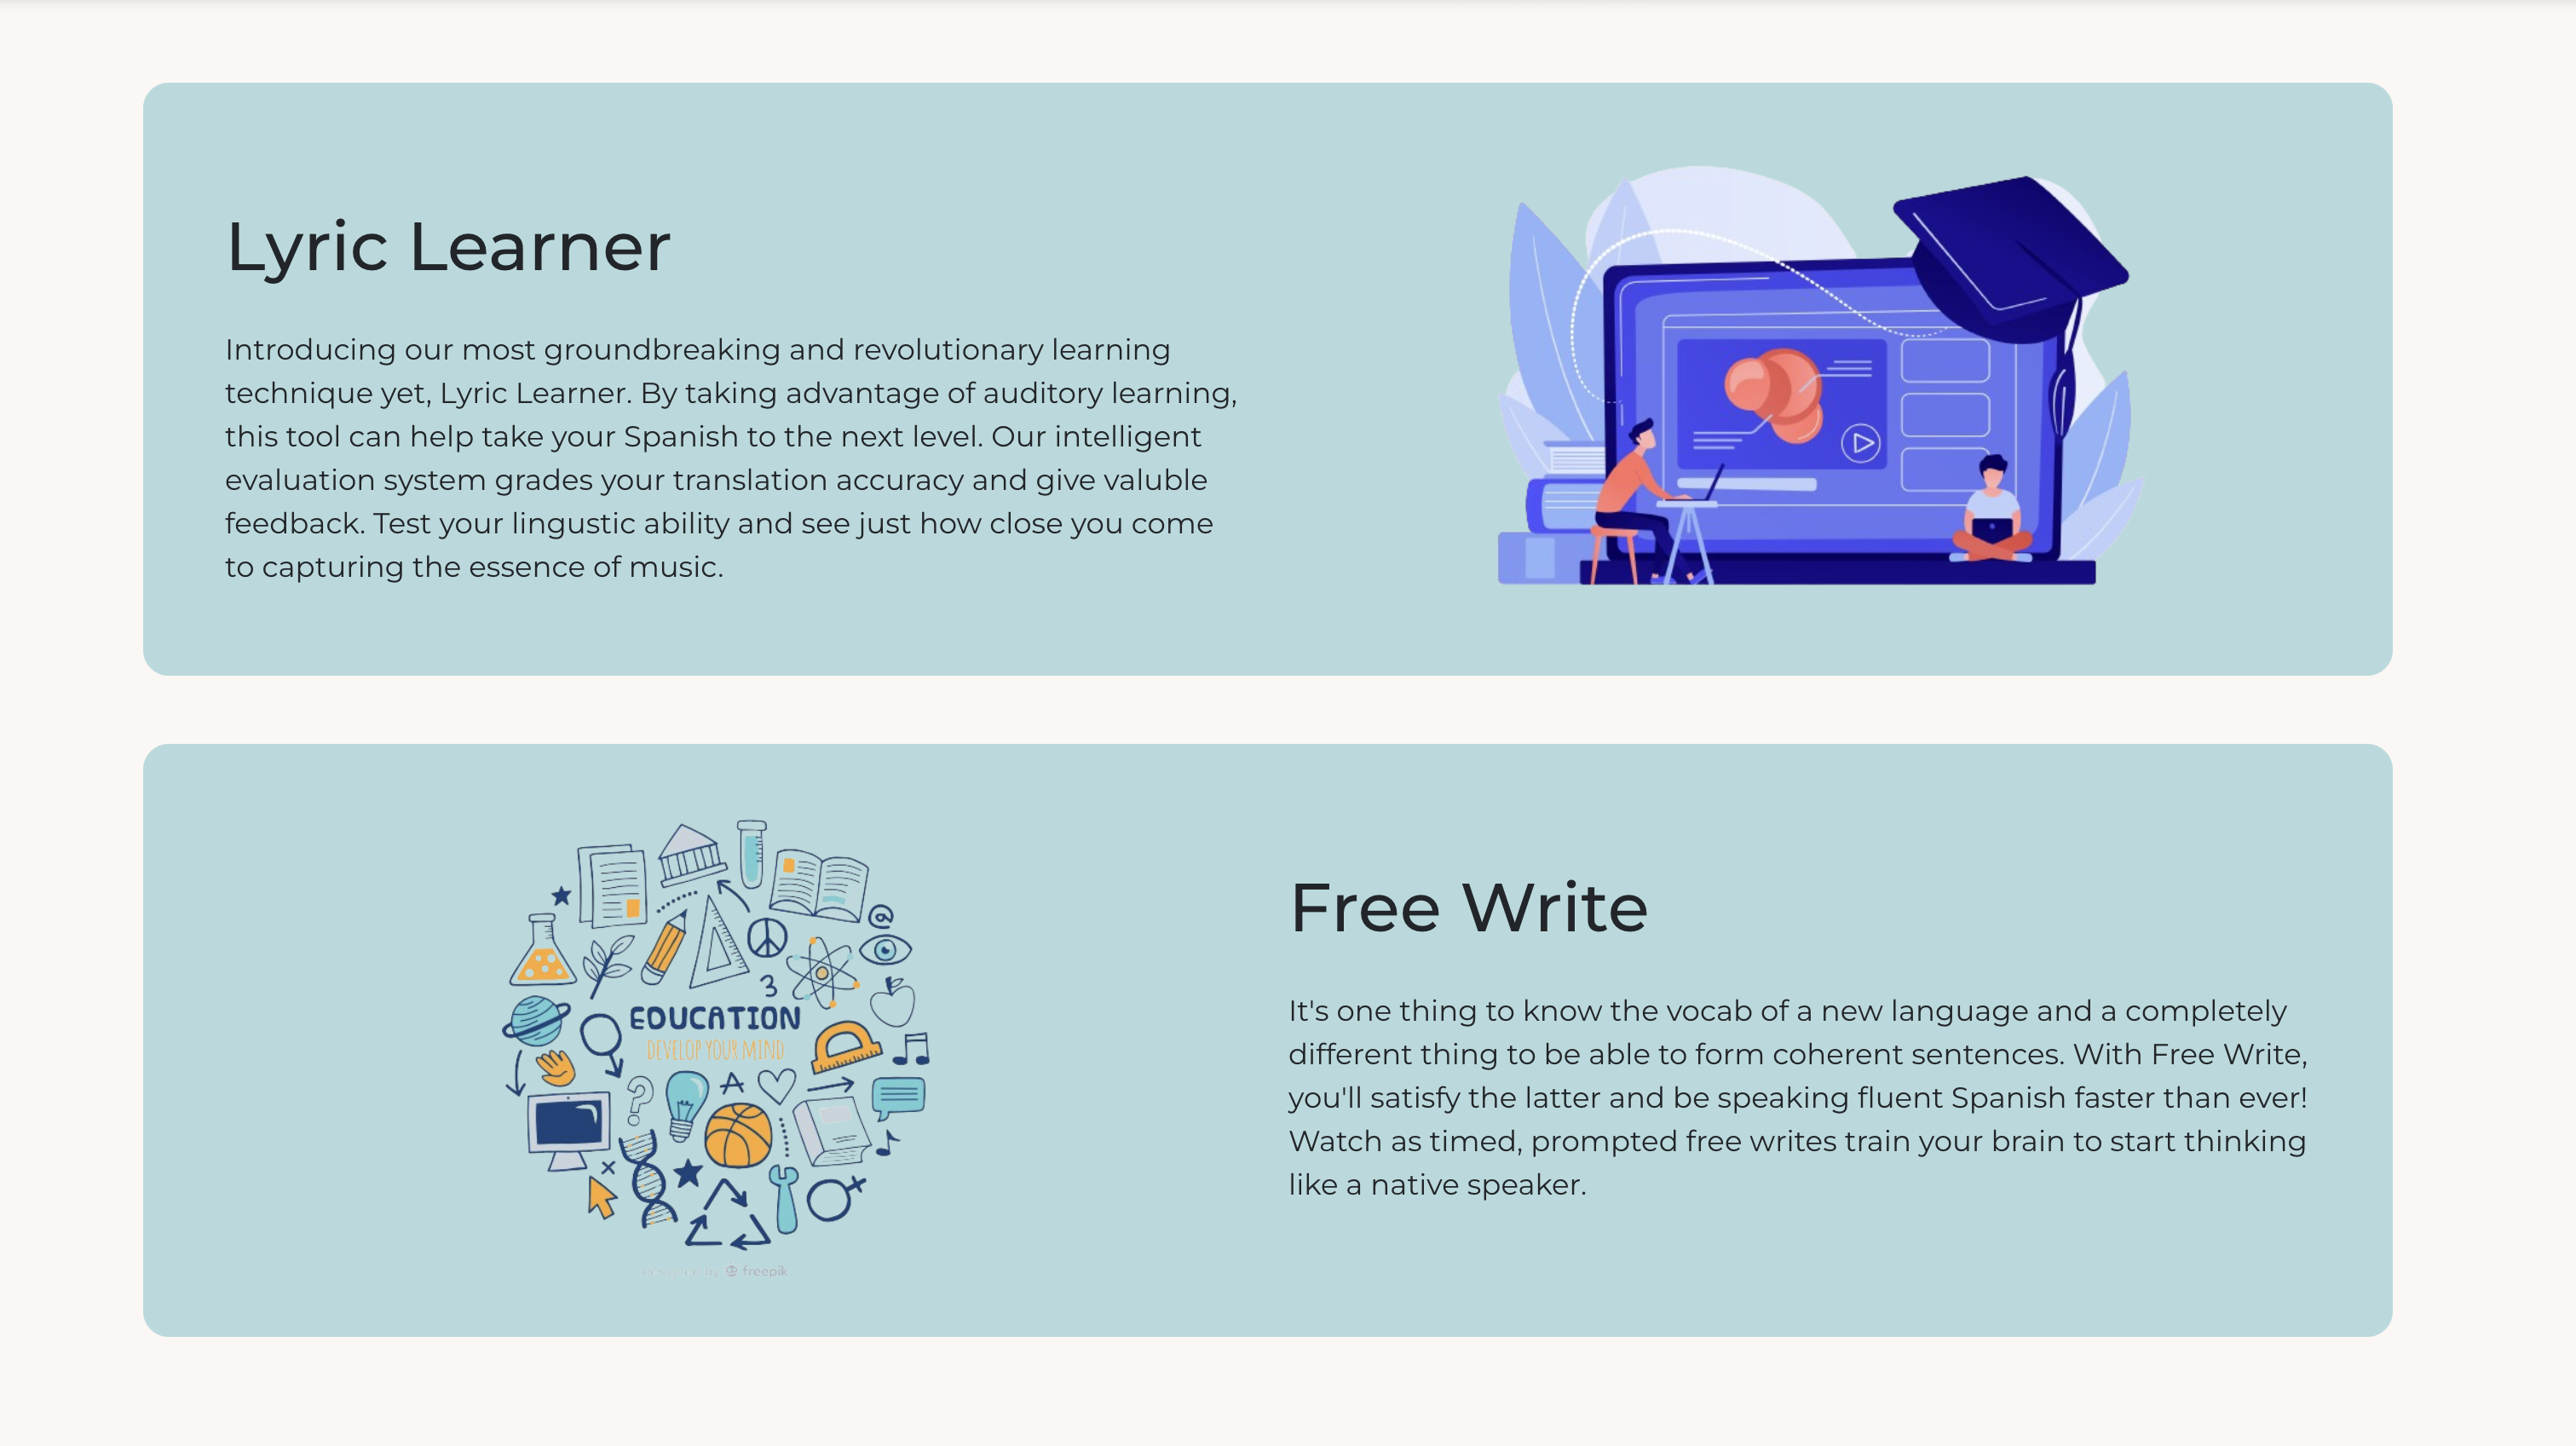 Lyric Learner
Introducing our most groundbreaking and revolutionary learning
technique yet, Lyric Learner. By taking advantage of auditory learning,
this tool can help take your Spanish to the next level. Our intelligent
evaluation system grades your translation accuracy and give valuble
feedback. Test your lingustic ability and see just how close you come
to capturing the essence of music.
@
3
EDUCATION
DEVELOP YOUR MIND
?
A
designed by freepik
Free Write
It's one thing to know the vocab of a new language and a completely
different thing to be able to form coherent sentences. With Free Write,
you'll satisfy the latter and be speaking fluent Spanish faster than ever!
Watch as timed, prompted free writes train your brain to start thinking
like a native speaker.